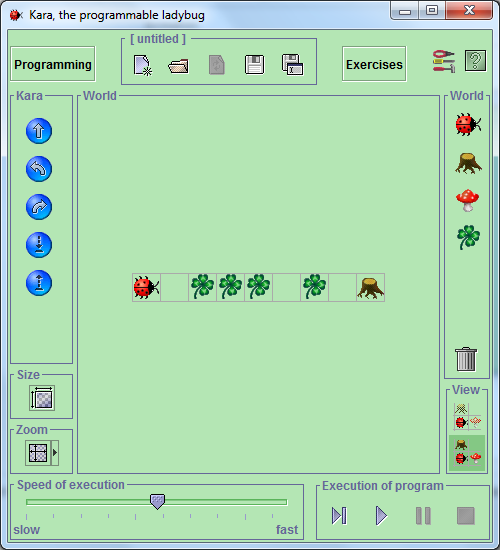 Kara, the programmable ladybug
Programming
[ untitled ]
Exercises
?
Kara
World
World
Size
Zoom
View
Speed of execution
slow
fast
Execution of program